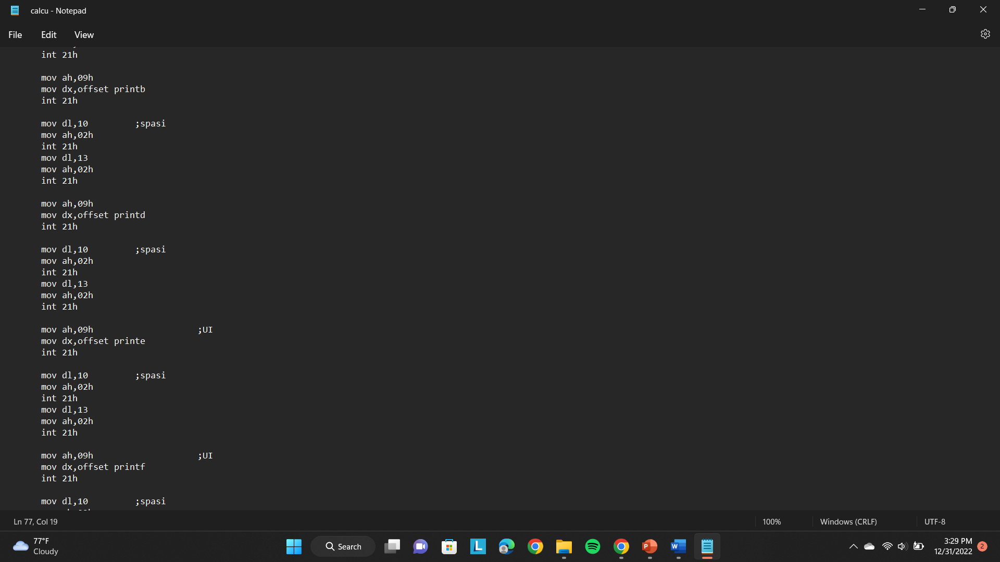 calcu - Notepad
File Edit View
int 21h
mov ah,09h
mov dx,offset printb
int 21h
mov dl,10 ;spasi
mov ah,02h
int 21h
mov dl,13
mov ah,02h
int 21h
mov ah,09h
mov dx,offset printd
int 21h
mov dl,10 ;spasi
mov ah,02h
int 21h
mov dl,13
mov ah,02h
int 21h
mov ah,09h ;UI
mov dx,offset printe
int 21h
mov dl,10 ;spasi
mov ah,02h
int 21h
mov dl,13
mov ah,02h
int 21h
mov ah,09h ;UI
mov dx,offset printf
int 21h
mov dl,10 ;spasi
Ln 77, Col 19 100% Windows (CRLF) UTF-8
77°F
Cloudy
Search
L
P
W
3:29 PM
12/31/2022
2